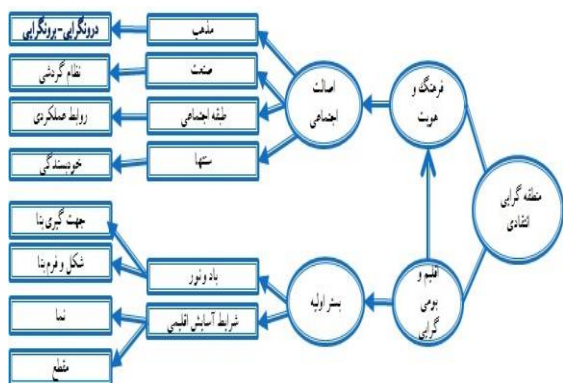 منطقه گرایی
انتقادی
فرهنگ و
هویت
اقلیم و
بومی
گرایی
اصالت
اجتماعی
بستر اولیه
مذهب
صنعت
طبقه اجتماعی
سنتها
باد و نور
شرایط آسایش اقلیمی
درونگرایی-برونگرایی
نظام گردشی
روابط عملکردی
خودبسندگی
جهت گیری بنا
شکل و فرم بنا
نما
مقطع